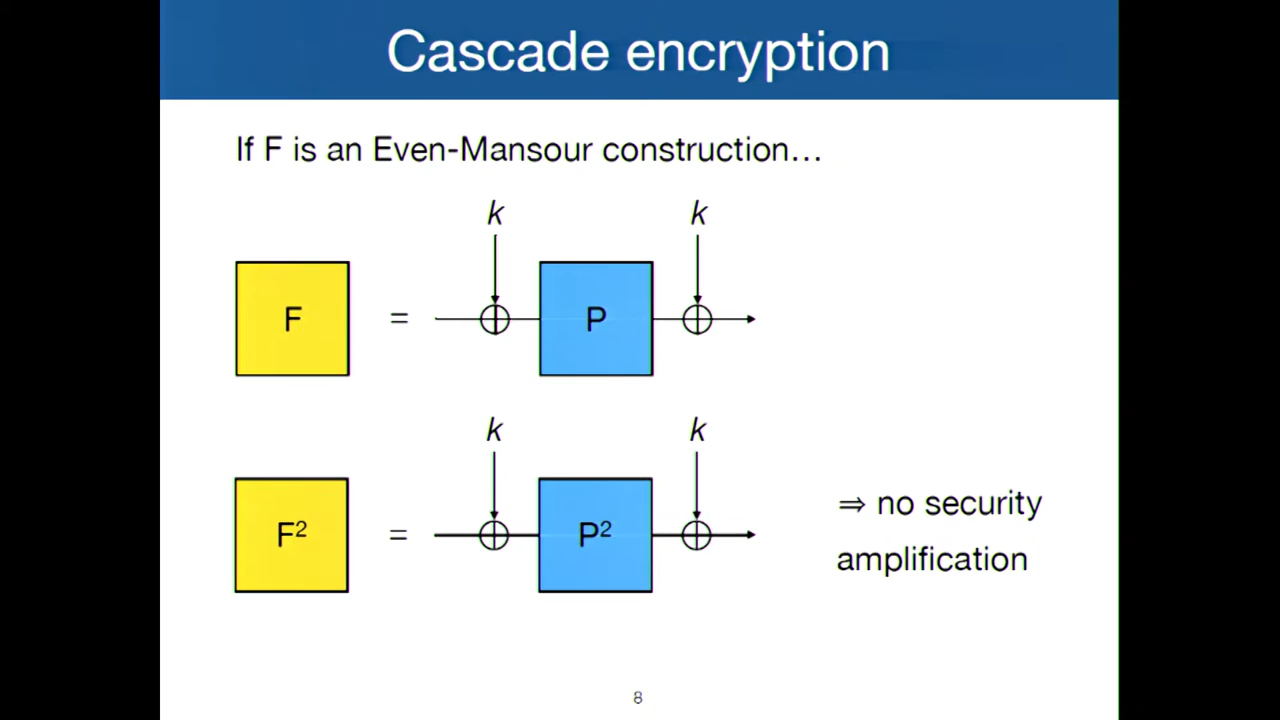 Cascade encryption
If F is an Even-Mansour construction…
k k
F = P
k k
F² = P² ⇒ no security
amplification
8